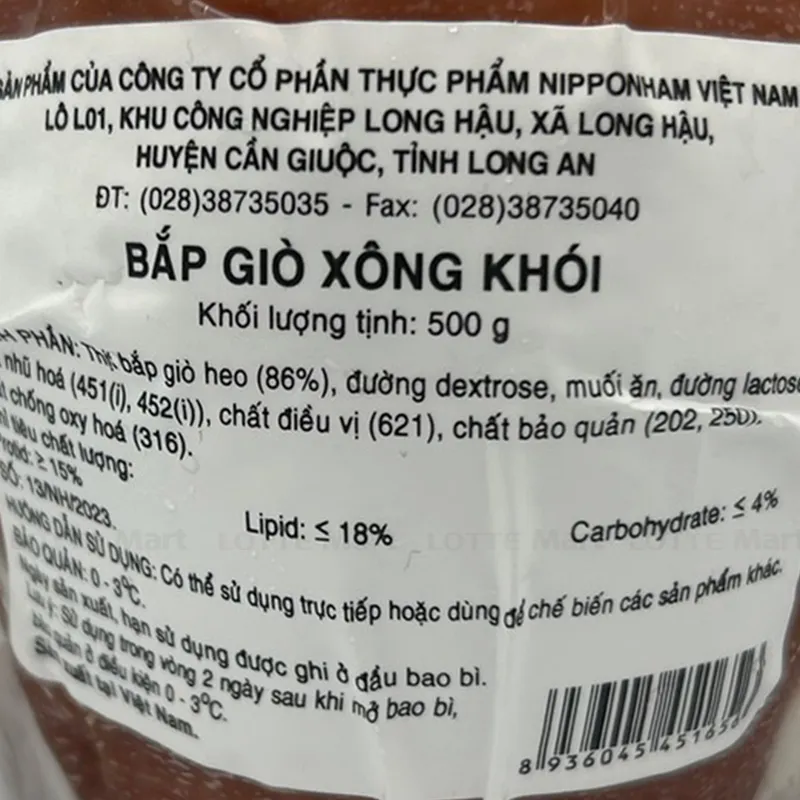 SẢN PHẨM CỦA CÔNG TY CỔ PHẦN THỰC PHẨM NIPPONHAM VIỆT NAM
LÔ L01, KHU CÔNG NGHIỆP LONG HẬU, XÃ LONG HẬU,
HUYỆN CẦN GIUỘC, TỈNH LONG AN
ĐT: (028)38735035 - Fax: (028)38735040
BẮP GIÒ XÔNG KHÓI
Khối lượng tịnh: 500 g
PHẦN: Thịt bắp giò heo (86%), đường dextrose, muối ăn, đường lactose
nhũ hoá (451(i), 452(i)), chất điều vị (621), chất bảo quản (202, 250),
chống oxy hoá (316).
tiêu chất lượng:
Protid: ≥ 15%
Lipid: ≤ 18%
Carbohydrate: ≤ 4%
SỐ: 13/NH/2023.
HƯỚNG DẪN SỬ DỤNG: Có thể sử dụng trực tiếp hoặc dùng để chế biến các sản phẩm khác.
BẢO QUẢN: 0 - 3°C.
Ngày sản xuất, hạn sử dụng được ghi ở đầu bao bì.
Lưu ý: Sử dụng trong vòng 2 ngày sau khi mở bao bì,
bảo quản ở điều kiện 0 - 3°C.
Sản xuất tại Việt Nam.
8 936045 451656
LOTTE Mart